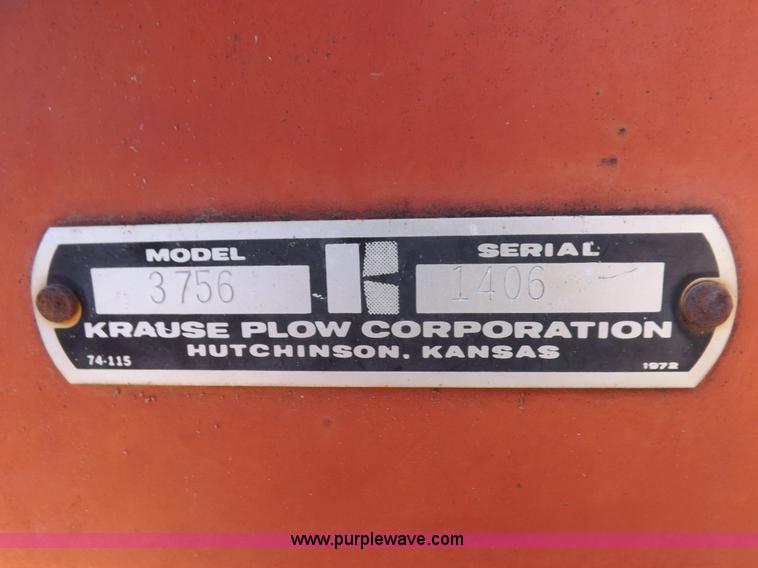 MODEL SERIAL
3756 1406
KRAUSE PLOW CORPORATION
HUTCHINSON, KANSAS
74-115 1972
www.purplewave.com